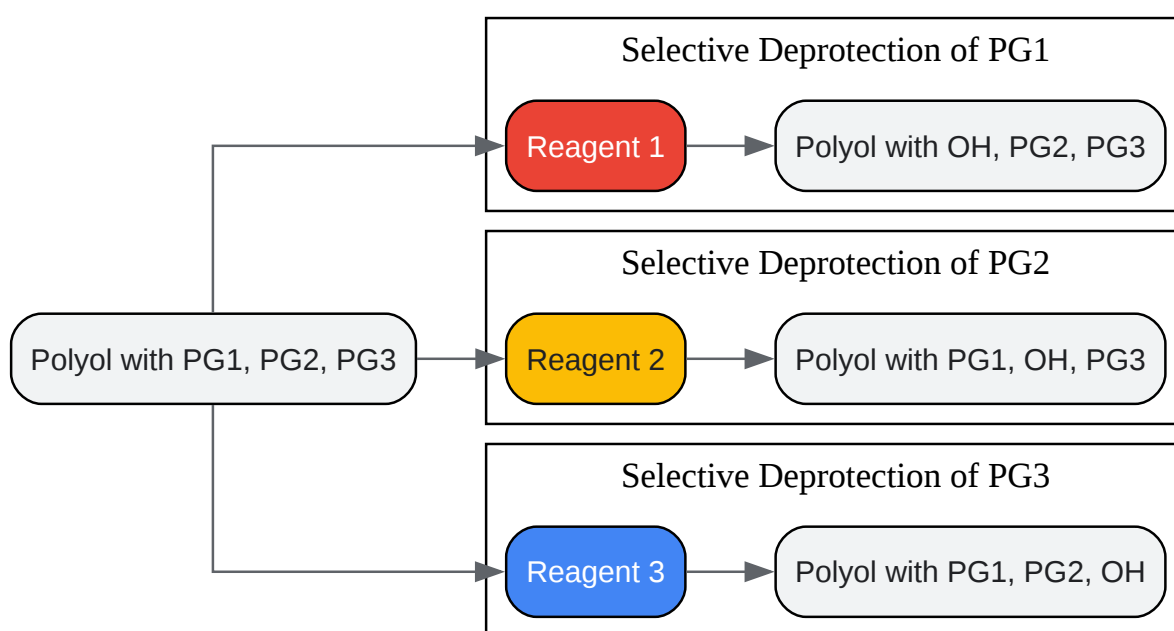 Selective Deprotection of PG1
Reagent 1
Polyol with OH, PG2, PG3
Selective Deprotection of PG2
Polyol with PG1, PG2, PG3
Reagent 2
Polyol with PG1, OH, PG3
Selective Deprotection of PG3
Reagent 3
Polyol with PG1, PG2, OH